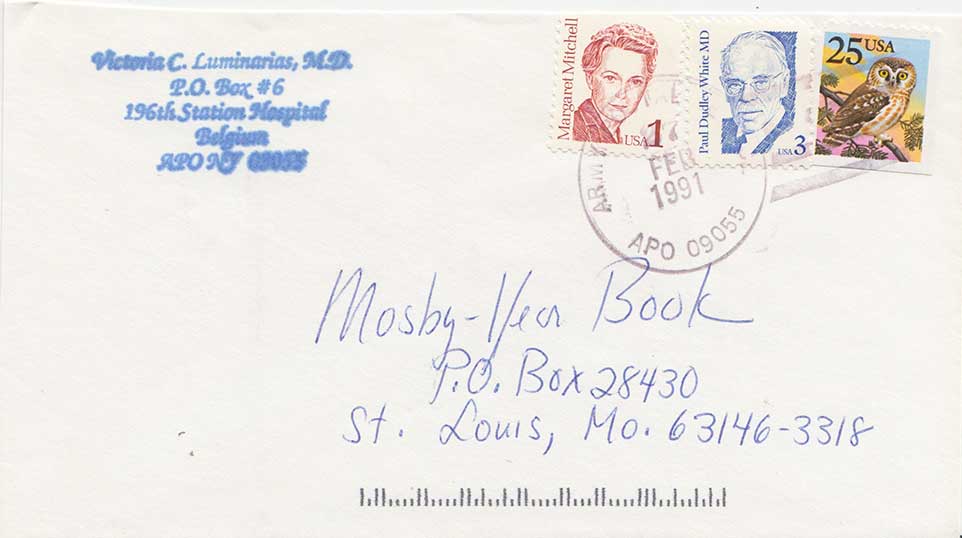 Victoria C. Luminarias, M.D.
P.O. Box #6
196th Station Hospital
Belgium
APO NY 09055
Margaret Mitchell
USA 1
Paul Dudley White MD
USA 3
25 USA
ARMY
FEB
1991
APO 09055
Mosby-Year Book
P.O. Box 28430
St. Louis, Mo. 63146-3318